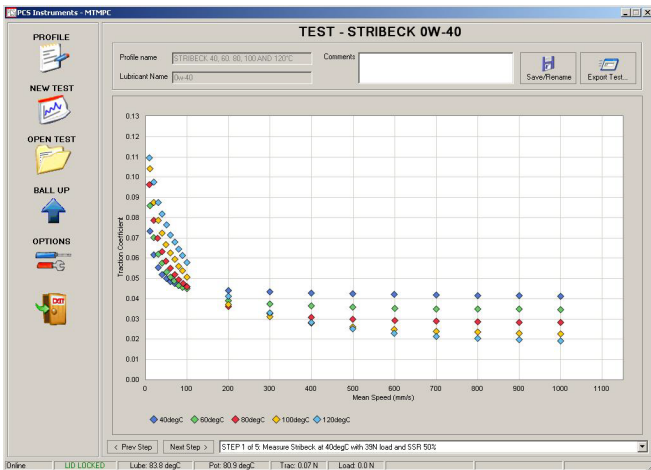 PCS Instruments - MTMPC
PROFILE
NEW TEST
OPEN TEST
BALL UP
OPTIONS
EXIT
TEST - STRIBECK 0W-40
Profile name
STRIBECK 40, 60, 80, 100 AND 120°C
Comments
Lubricant Name
0w-40
Save/Rename
Export Test...
Traction Coefficient
0.13
0.12
0.11
0.10
0.09
0.08
0.07
0.06
0.05
0.04
0.03
0.02
0.01
0.00
0 100 200 300 400 500 600 700 800 900 1000 1100
Mean Speed (mm/s)
40degC 60degC 80degC 100degC 120degC
< Prev Step
Next Step >
STEP 1 of 5: Measure Stribeck at 40degC with 39N load and SSR 50%
Online LID LOCKED Lube: 83.8 degC Pot: 80.9 degC Trac: 0.07 N Load: 0.0 N